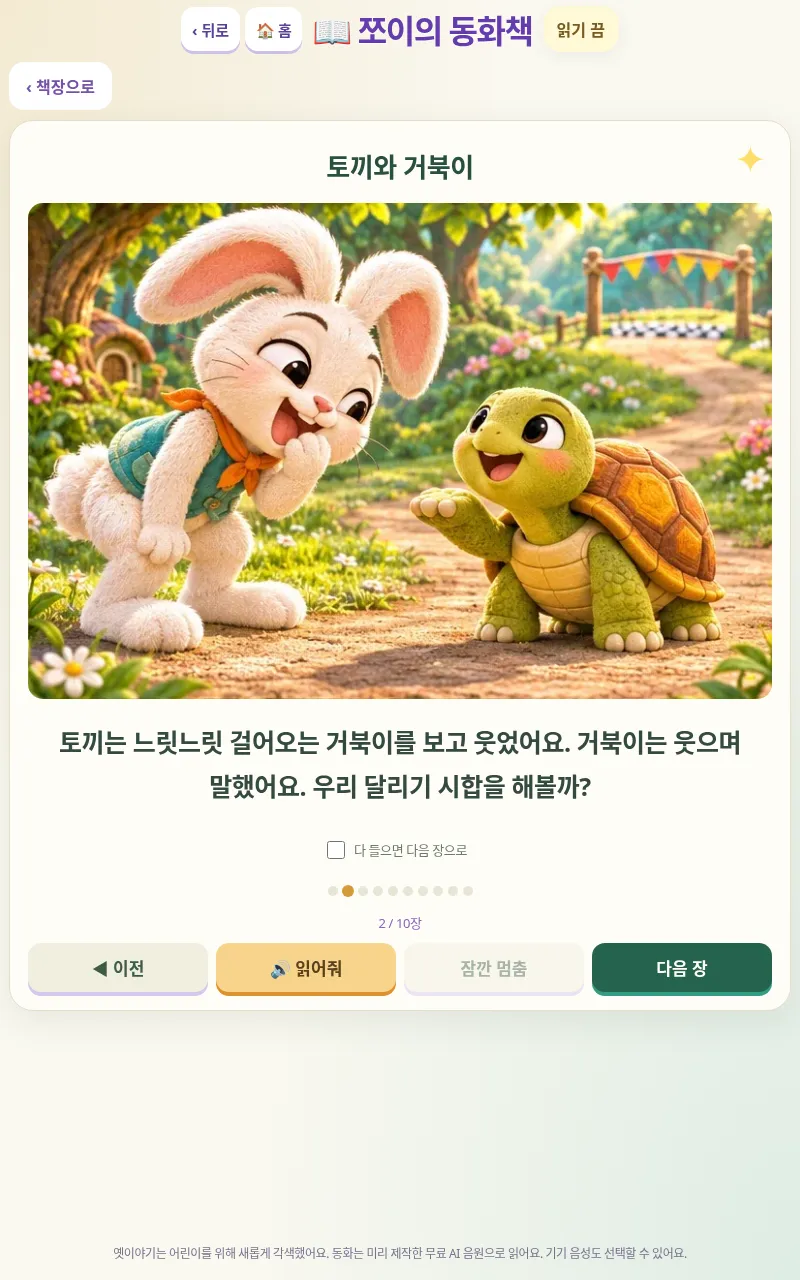 ‹ 뒤로
🏠 홈
📖 쪼이의 동화책
읽기 끔
‹ 책장으로
토끼와 거북이
토끼는 느릿느릿 걸어오는 거북이를 보고 웃었어요. 거북이는 웃으며
말했어요. 우리 달리기 시합을 해볼까?
다 들으면 다음 장으로
2 / 10장
◀ 이전
🔊 읽어줘
잠깐 멈춤
다음 장
옛이야기는 어린이를 위해 새롭게 각색했어요. 동화는 미리 제작한 무료 AI 음원으로 읽어요. 기기 음성도 선택할 수 있어요.